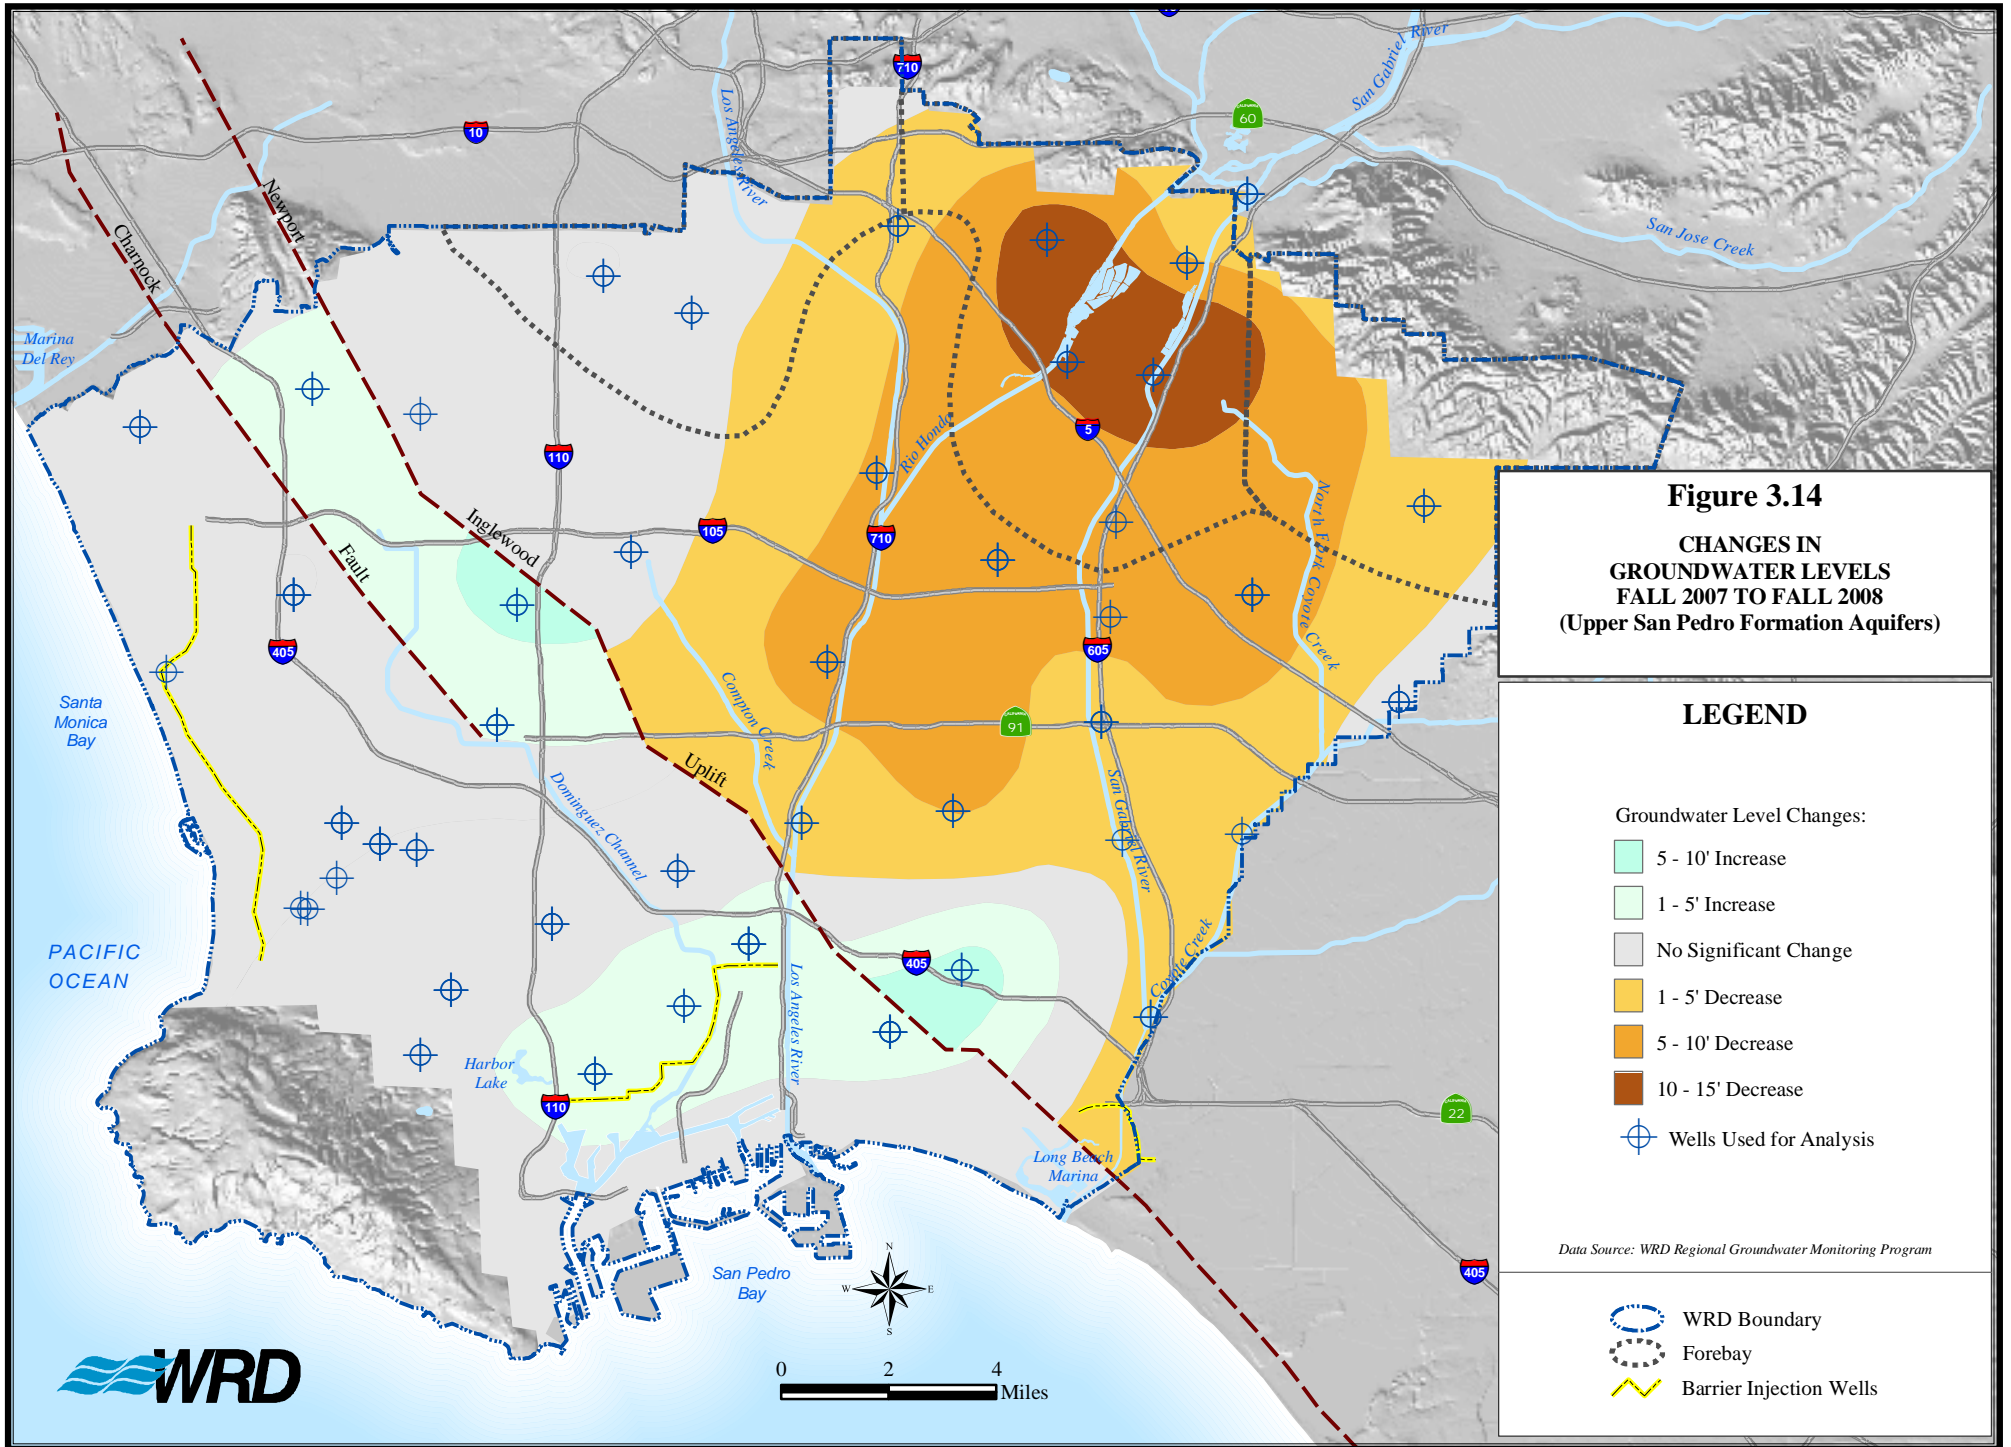 710
Los Angeles River
San Gabriel River
60
10
Newport
Charnock
San Jose Creek
Marina
Del Rey
110
5
Rio Hondo
105
710
Inglewood
Fault
North Fork Coyote Creek
405
605
Santa
Monica
Bay
Compton Creek
91
Uplift
Dominguez Channel
San Gabriel River
PACIFIC
OCEAN
405
Coyote Creek
Los Angeles River
Harbor
Lake
110
22
Long Beach
Marina
405
San Pedro
Bay
N
W E
S
0 2 4
Miles
WRD
Figure 3.14
CHANGES IN
GROUNDWATER LEVELS
FALL 2007 TO FALL 2008
(Upper San Pedro Formation Aquifers)
LEGEND
Groundwater Level Changes:
5 - 10' Increase
1 - 5' Increase
No Significant Change
1 - 5' Decrease
5 - 10' Decrease
10 - 15' Decrease
Wells Used for Analysis
Data Source: WRD Regional Groundwater Monitoring Program
WRD Boundary
Forebay
Barrier Injection Wells